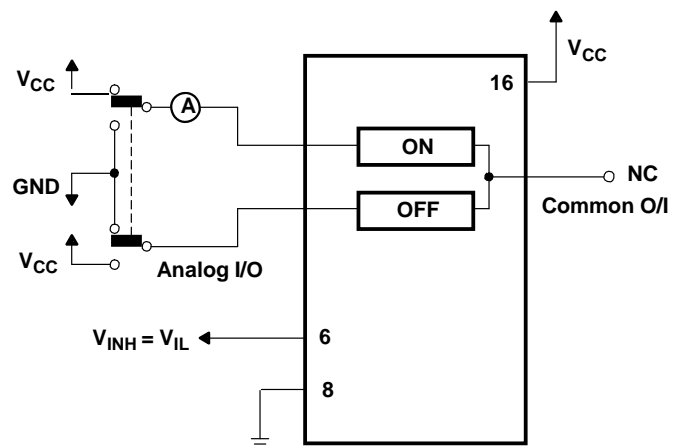 VCC
16
VCC
A
ON
GND
NC
OFF
Common O/I
VCC
Analog I/O
VINH = VIL
6
8